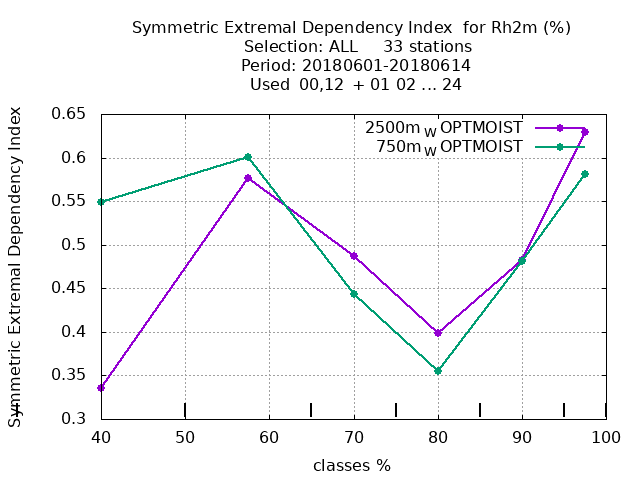 Symmetric Extremal Dependency Index for Rh2m (%)
Selection: ALL 33 stations
Period: 20180601-20180614
Used 00,12 + 01 02 ... 24
Symmetric Extremal Dependency Index
0.65
0.6
0.55
0.5
0.45
0.4
0.35
0.3
2500m W OPTMOIST
750m W OPTMOIST
40 50 60 70 80 90 100
classes %